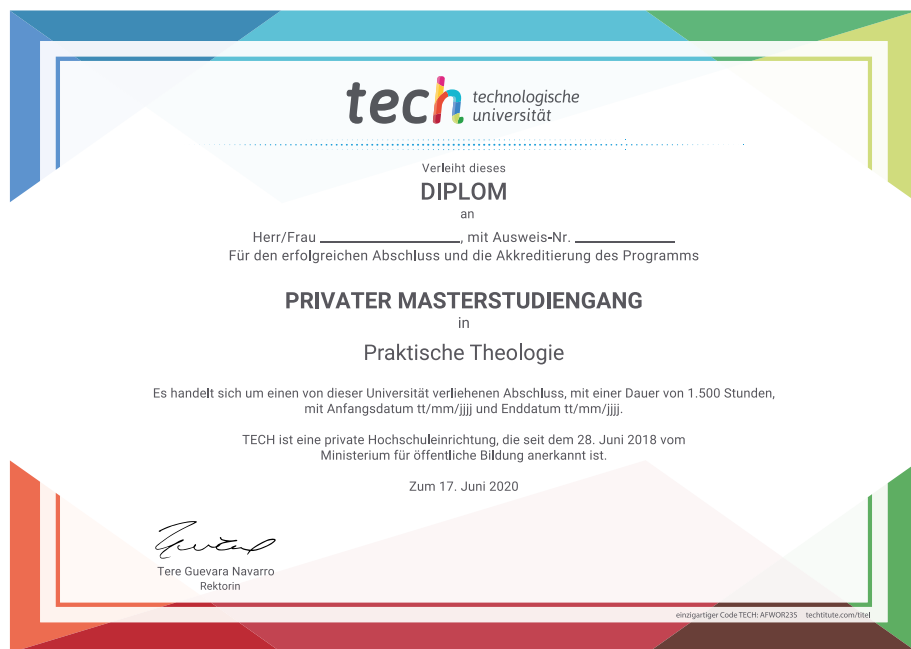 tech technologische
universität
Verleiht dieses
DIPLOM
an
Herr/Frau ____________________, mit Ausweis-Nr. ______________
Für den erfolgreichen Abschluss und die Akkreditierung des Programms
PRIVATER MASTERSTUDIENGANG
in
Praktische Theologie
Es handelt sich um einen von dieser Universität verliehenen Abschluss, mit einer Dauer von 1.500 Stunden,
mit Anfangsdatum tt/mm/jjjj und Enddatum tt/mm/jjjj.
TECH ist eine private Hochschuleinrichtung, die seit dem 28. Juni 2018 vom
Ministerium für öffentliche Bildung anerkannt ist.
Zum 17. Juni 2020
Tere Guevara Navarro
Rektorin
einzigartiger Code TECH: AFWOR23S techtitute.com/titel